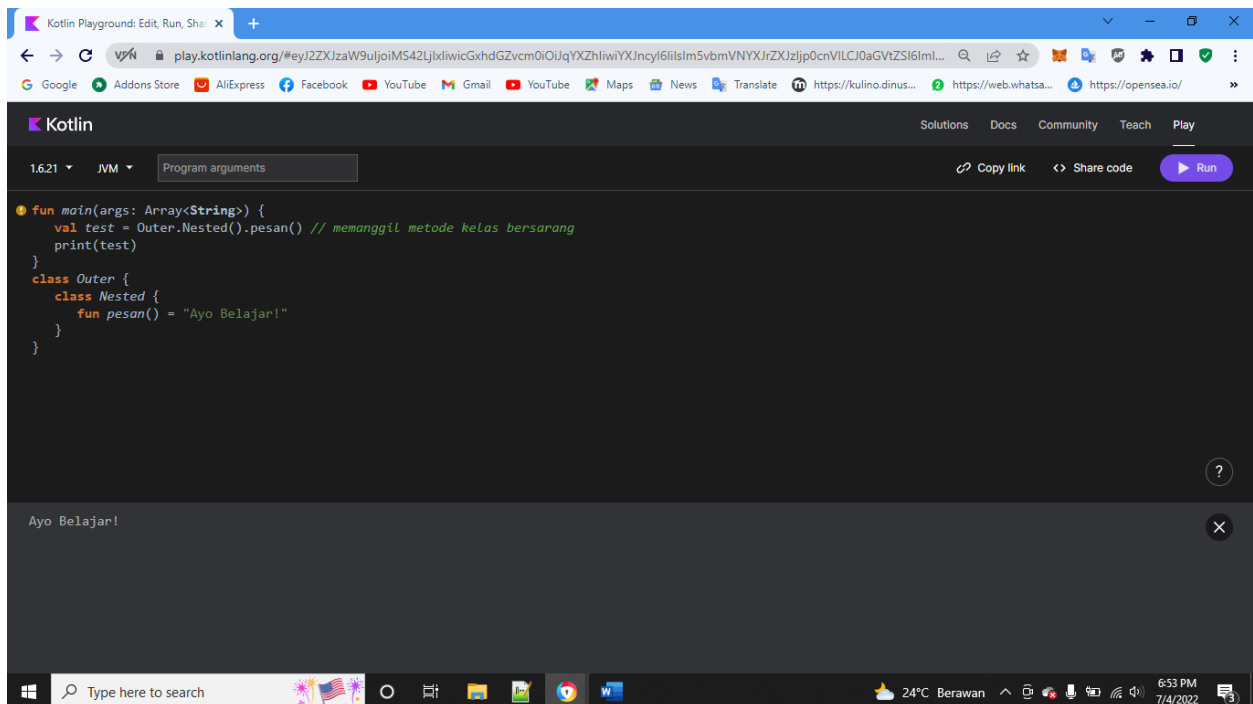 Kotlin Playground: Edit, Run, Sha
play.kotlinlang.org/
Google Addons Store AliExpress Facebook YouTube Gmail YouTube Maps News Translate https://kulino.dinus... https://web.whatsa... https://opensea.io/ »
Kotlin Solutions Docs Community Teach Play
1.6.21 JVM Program arguments Copy link Share code Run
fun main(args: Array<String>) {
val test = Outer.Nested().pesan() // memanggil metode kelas bersarang
print(test)
}
class Outer {
class Nested {
fun pesan() = "Ayo Belajar!"
}
}
?
Ayo Belajar!
Type here to search 24°C Berawan 6:53 PM
7/4/2022